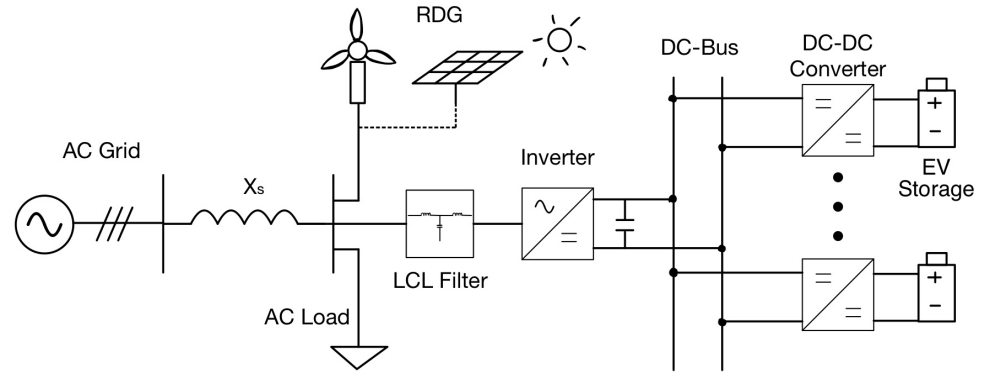 RDG
DC-Bus
DC-DC
Converter
AC Grid
Xs
Inverter
EV
Storage
LCL Filter
AC Load